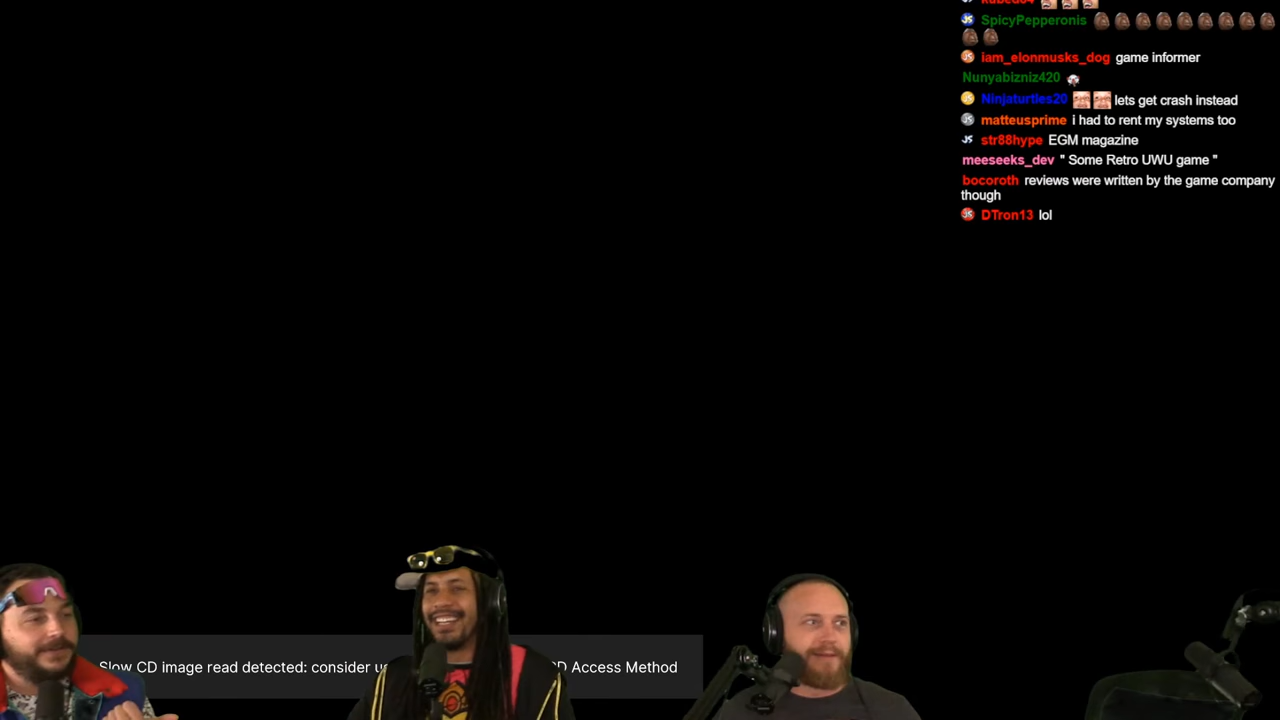 SpicyPepperonis
iam_elonmusks_dog game informer
Nunyabizniz420
Ninjaturtles20 lets get crash instead
matteusprime i had to rent my systems too
str88hype EGM magazine
meeseeks_dev " Some Retro UWU game "
bocoroth reviews were written by the game company
though
DTron13 lol
Slow CD image read detected: consider Access Method